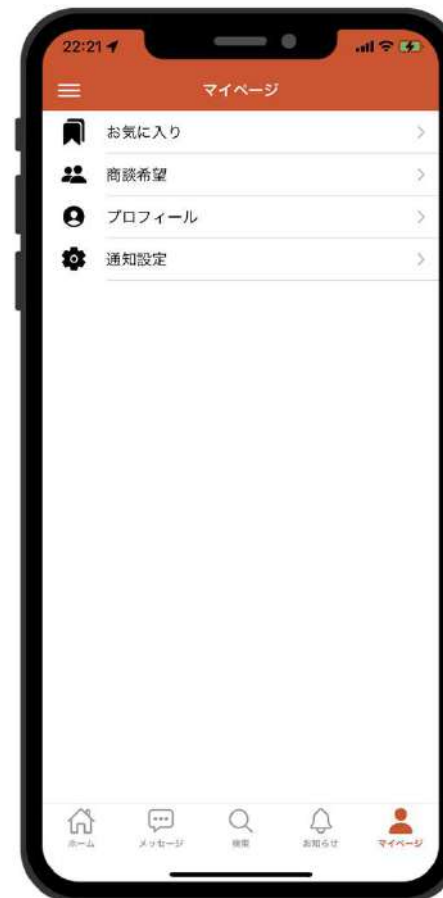 22:21
マイページ
お気に入り
商談希望
プロフィール
通知設定
ホーム
メッセージ
検索
お知らせ
マイページ